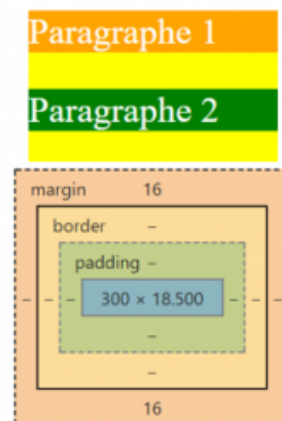 Paragraphe 1
Paragraphe 2
margin 16
border –
padding –
– – – 300 × 18.500 – – –
–
–
16